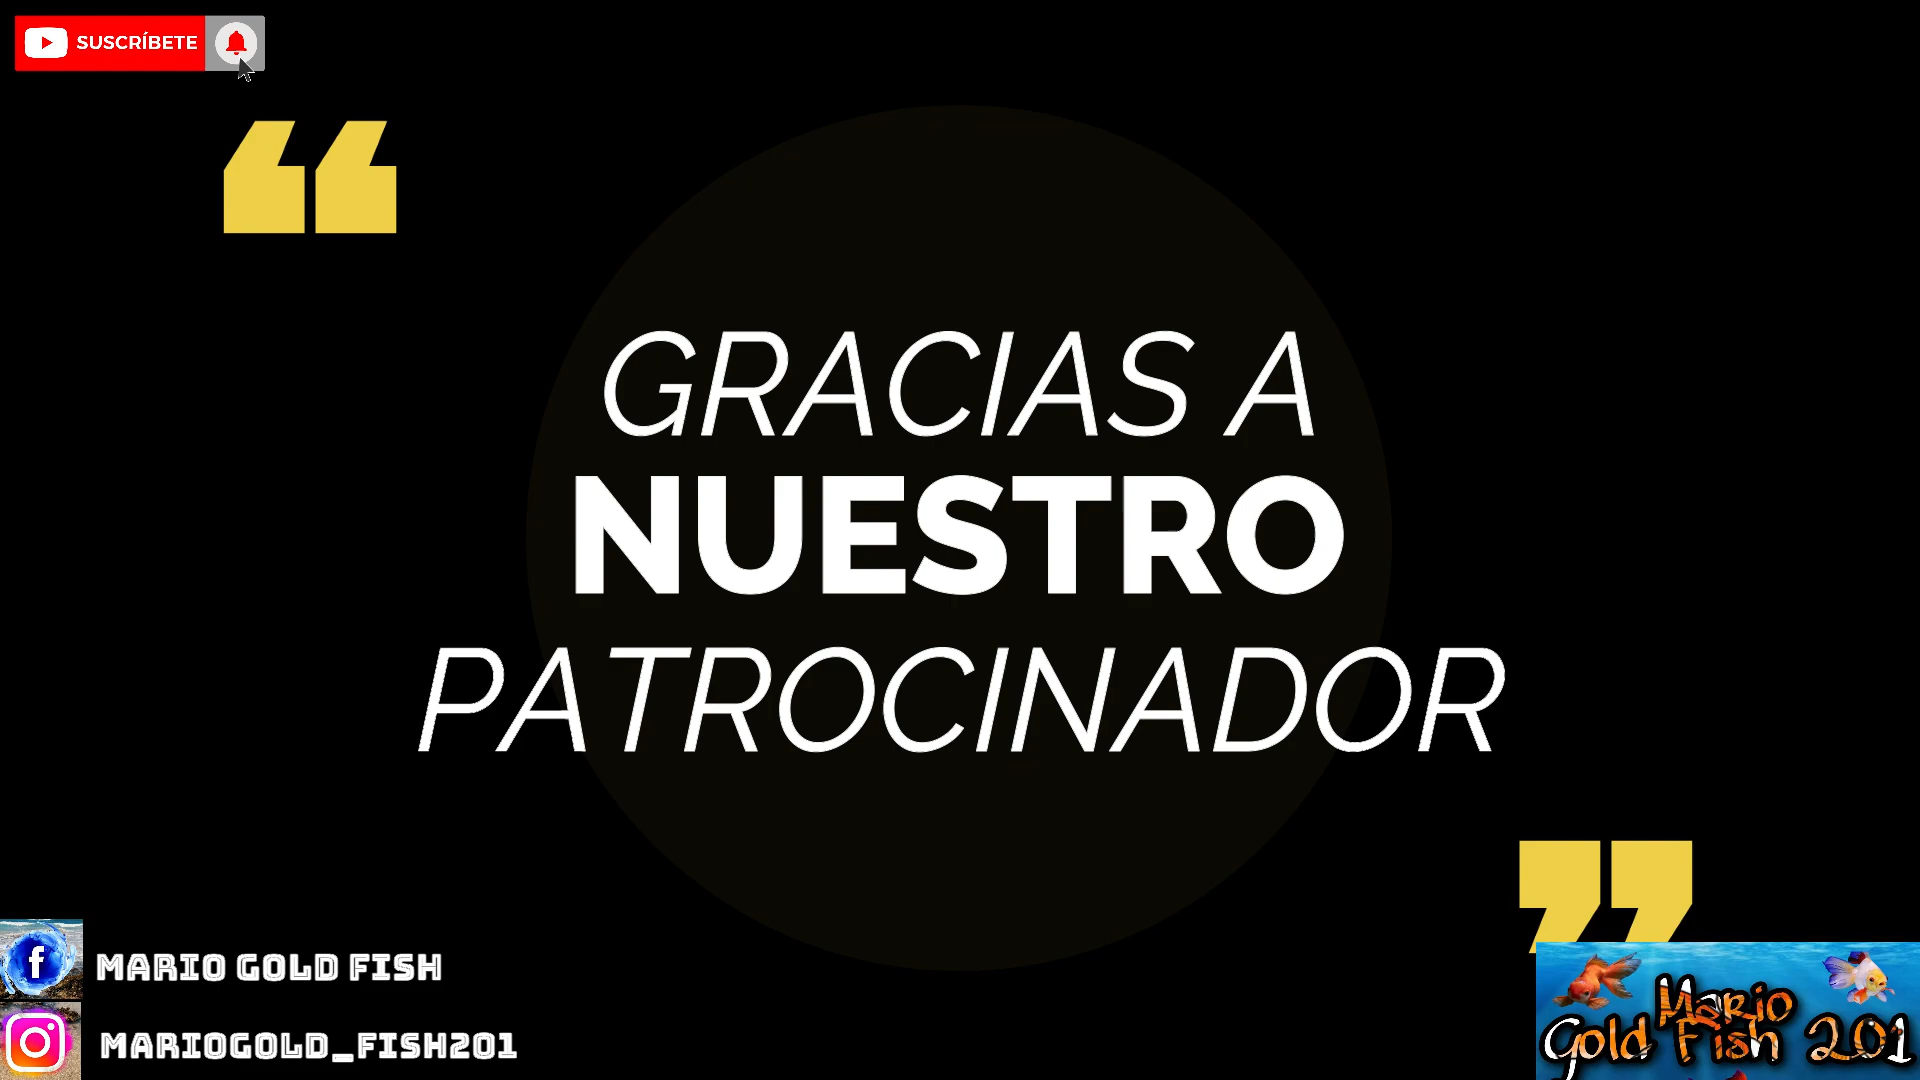 SUSCRÍBETE
“
GRACIAS A
NUESTRO
PATROCINADOR
”
MARIO GOLD FISH
MARIOGOLD_FISH201
Mario
Gold Fish 201